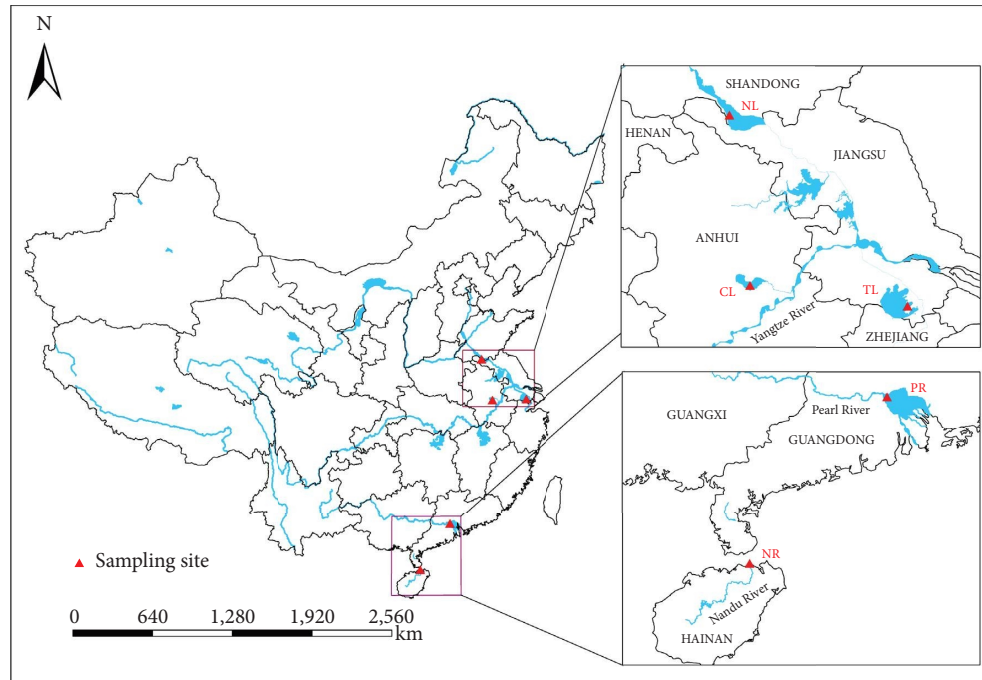 N
SHANDONG
NL
HENAN
JIANGSU
ANHUI
CL
TL
Yangtze River
ZHEJIANG
PR
Pearl River
GUANGXI
GUANGDONG
NR
Nandu River
HAINAN
Sampling site
0 640 1,280 1,920 2,560
km